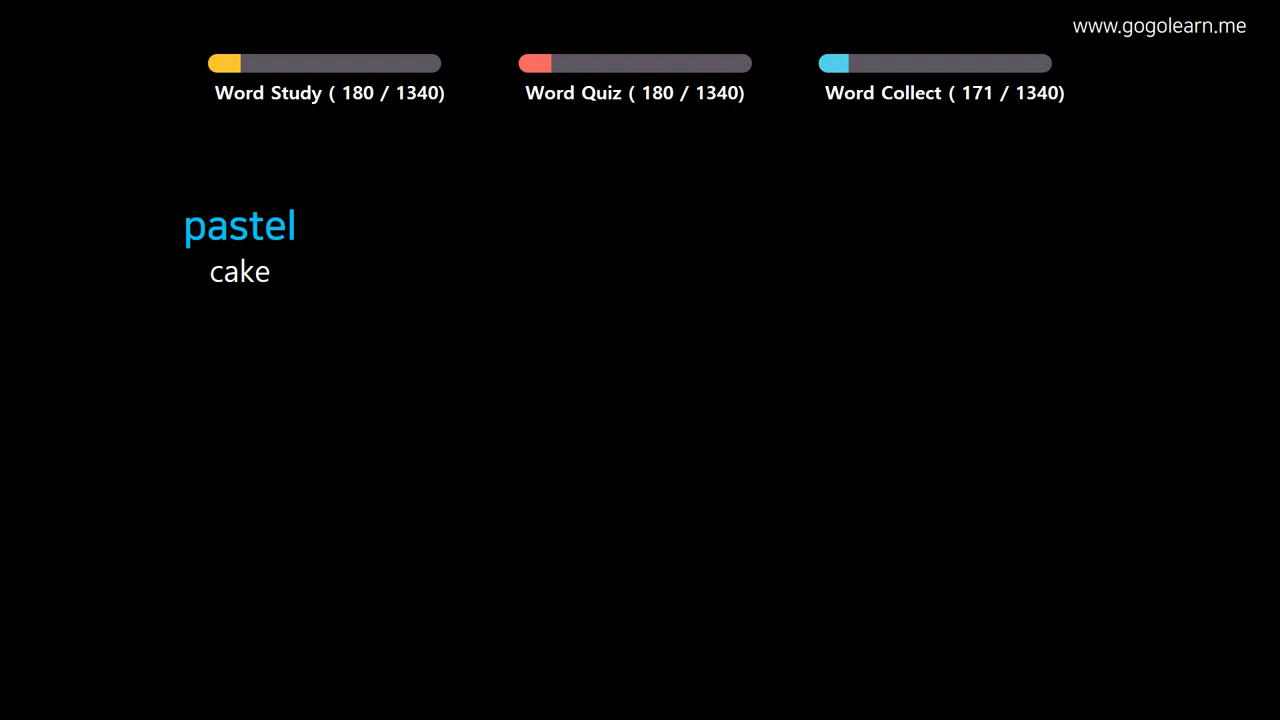 www.gogolearn.me
Word Study ( 180 / 1340)
Word Quiz ( 180 / 1340)
Word Collect ( 171 / 1340)
pastel
cake